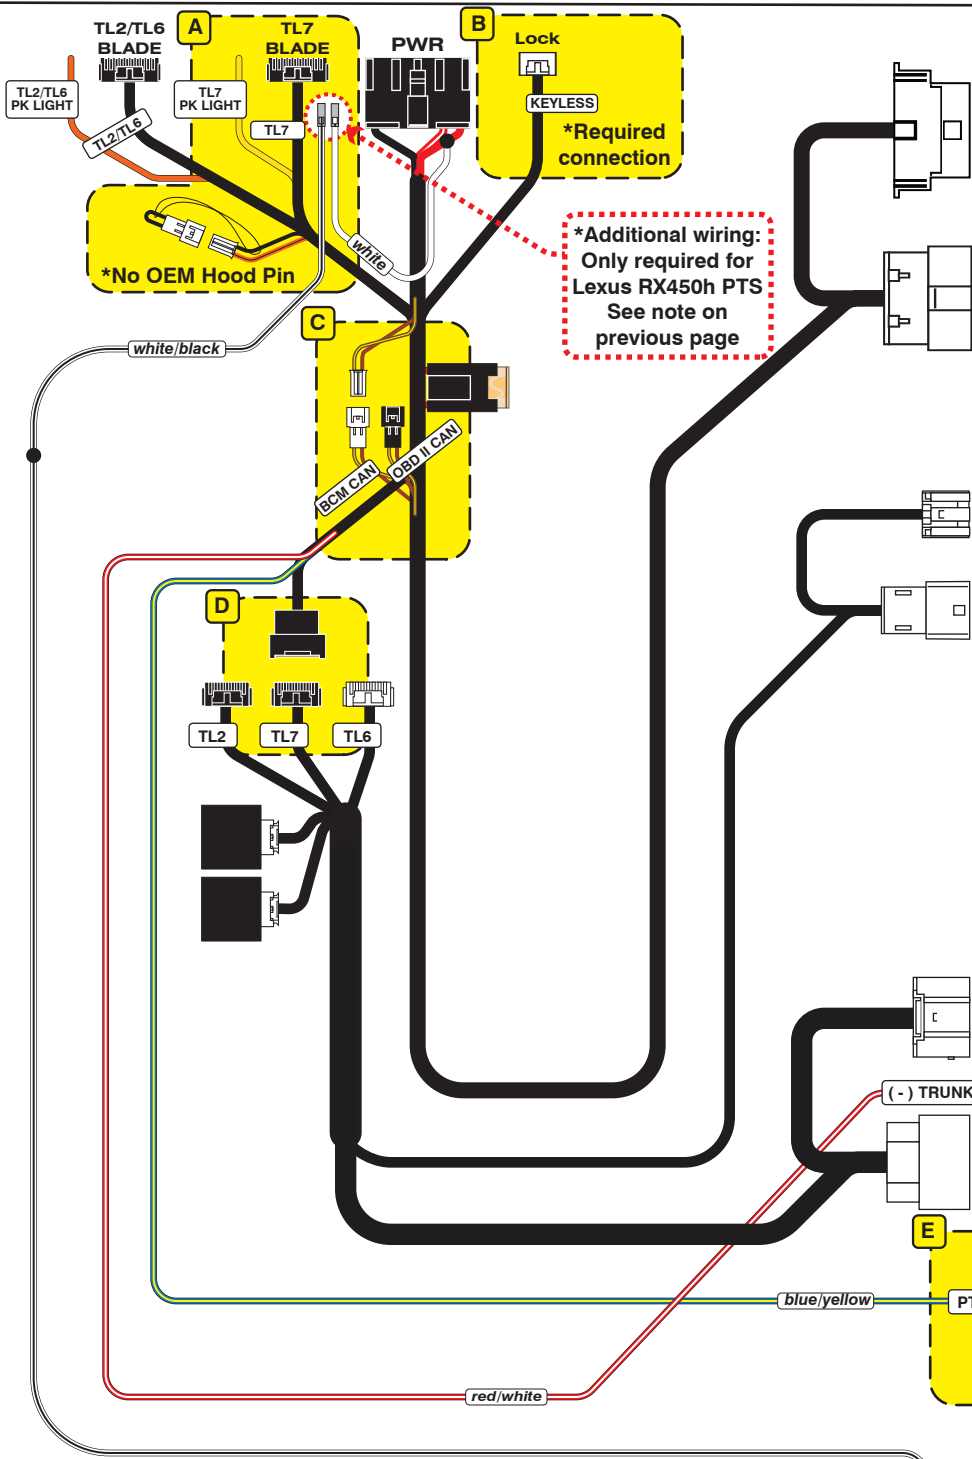 TL2/TL6
BLADE
A
TL7
BLADE
PWR
B
Lock
TL2/TL6
PK LIGHT
TL7
PK LIGHT
KEYLESS
TL2/TL6
TL7
*Required
connection
white
*No OEM Hood Pin
*Additional wiring:
Only required for
Lexus RX450h PTS
See note on
previous page
C
white/black
BCM CAN
OBD II CAN
D
TL2
TL7
TL6
( - ) TRUNK
E
blue/yellow
PT
red/white